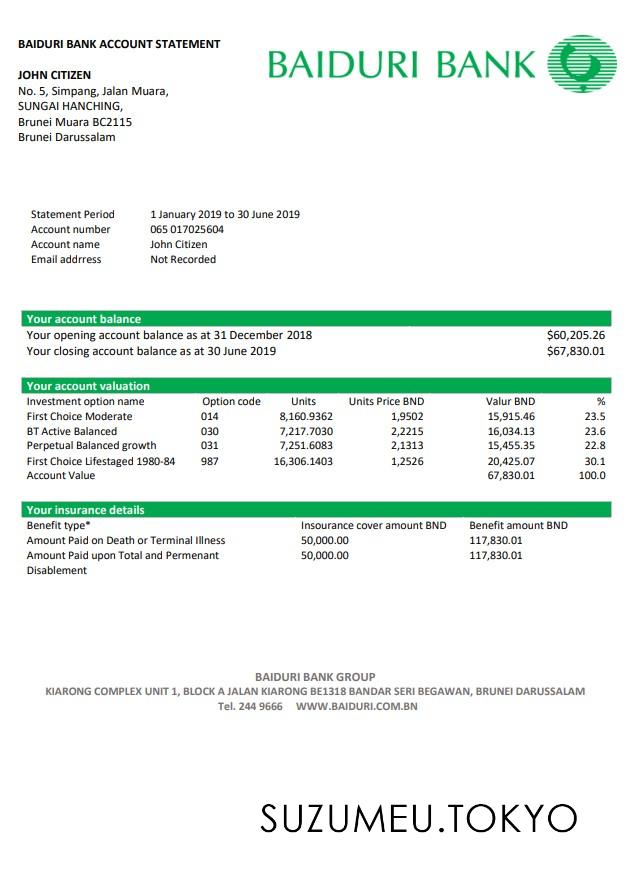 BAIDURI BANK ACCOUNT STATEMENT
BAIDURI BANK
JOHN CITIZEN
No. 5, Simpang, Jalan Muara,
SUNGAI HANCHING,
Brunei Muara BC2115
Brunei Darussalam
Statement Period 1 January 2019 to 30 June 2019
Account number 065 017025604
Account name John Citizen
Email addrress Not Recorded
Your account balance
Your opening account balance as at 31 December 2018 $60,205.26
Your closing account balance as at 30 June 2019 $67,830.01
Your account valuation
Investment option name Option code Units Units Price BND Valur BND %
First Choice Moderate 014 8,160.9362 1,9502 15,915.46 23.5
BT Active Balanced 030 7,217.7030 2,2215 16,034.13 23.6
Perpetual Balanced growth 031 7,251.6083 2,1313 15,455.35 22.8
First Choice Lifestaged 1980-84 987 16,306.1403 1,2526 20,425.07 30.1
Account Value 67,830.01 100.0
Your insurance details
Benefit type* Insourance cover amount BND Benefit amount BND
Amount Paid on Death or Terminal Illness 50,000.00 117,830.01
Amount Paid upon Total and Permenant 50,000.00 117,830.01
Disablement
BAIDURI BANK GROUP
KIARONG COMPLEX UNIT 1, BLOCK A JALAN KIARONG BE1318 BANDAR SERI BEGAWAN, BRUNEI DARUSSALAM
Tel. 244 9666 WWW.BAIDURI.COM.BN
SUZUMEU.TOKYO